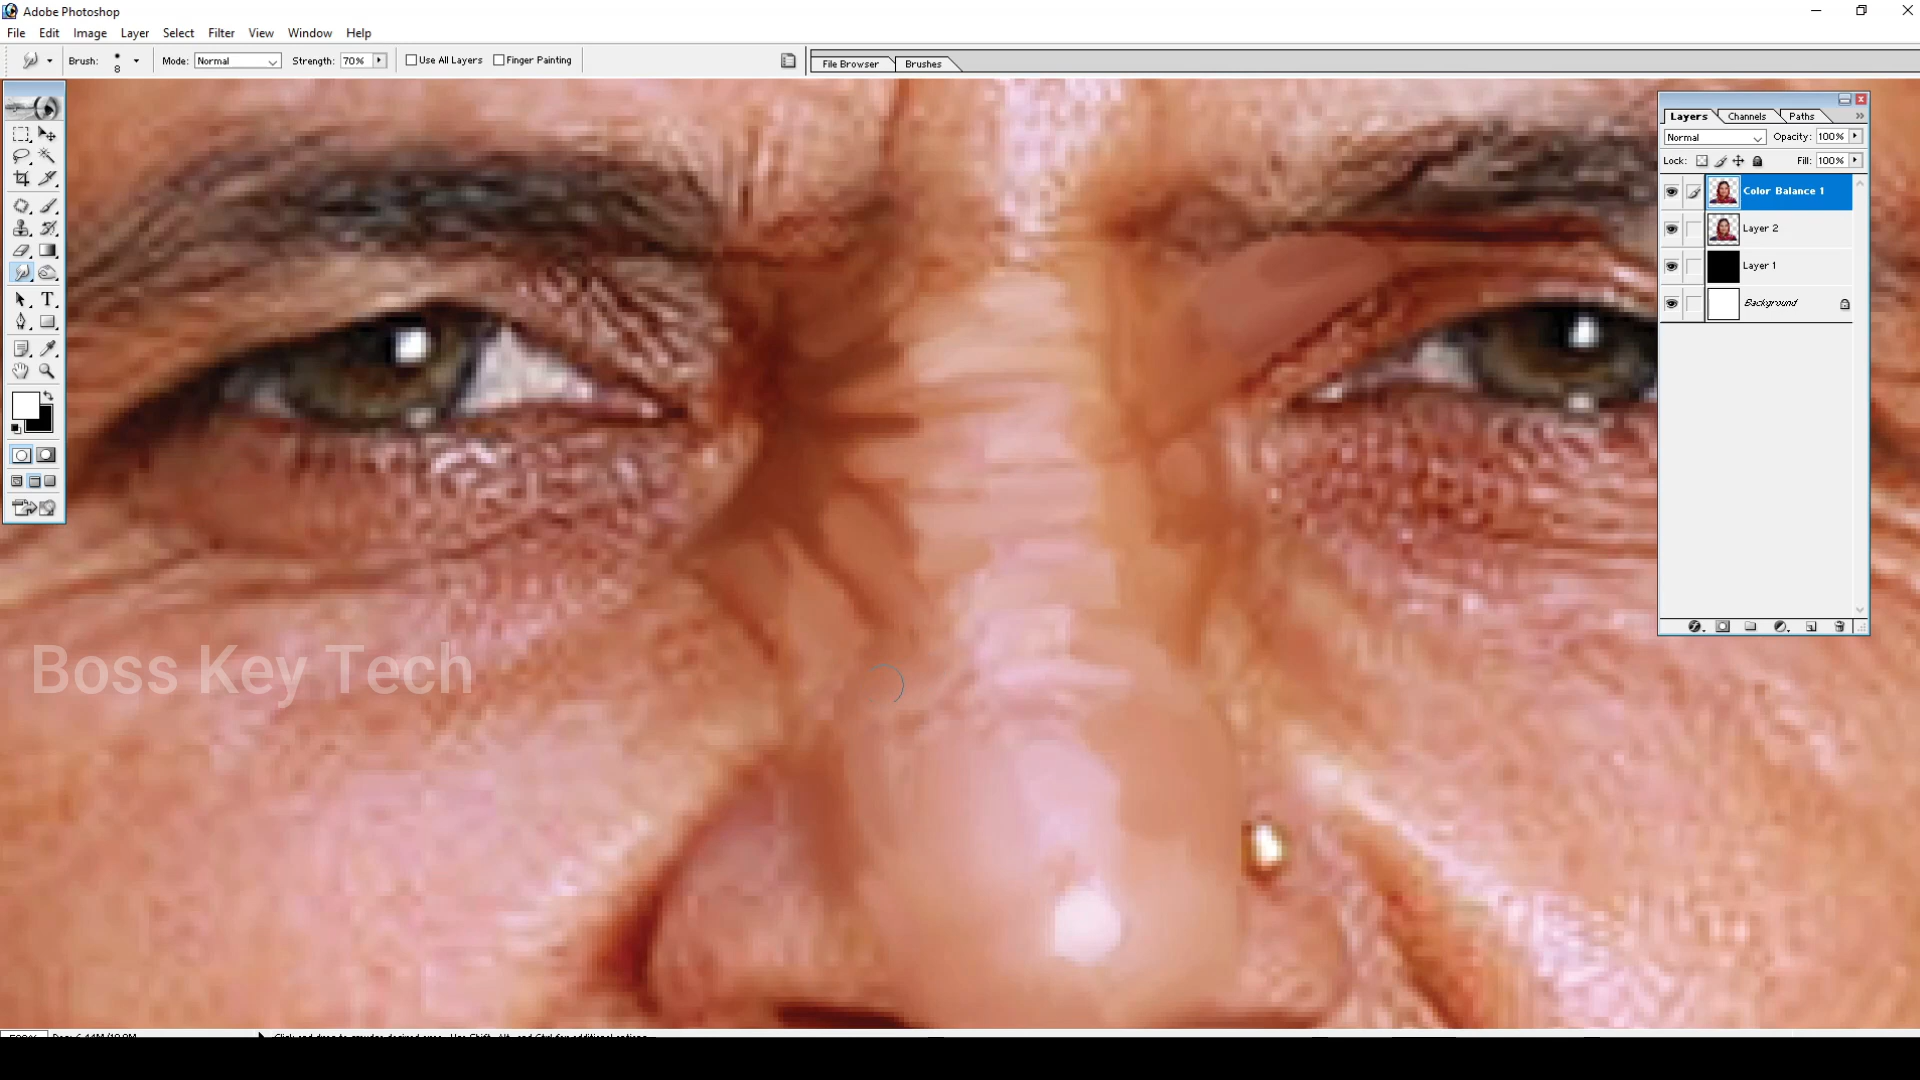 Adobe Photoshop
File Edit Image Layer Select Filter View Window Help
Brush: 8 Mode: Normal Strength: 70% Use All Layers Finger Painting File Browser Brushes
Layers Channels Paths
Normal Opacity: 100%
Lock: Fill: 100%
Color Balance 1
Layer 2
Layer 1
Background
T
Boss Key Tech